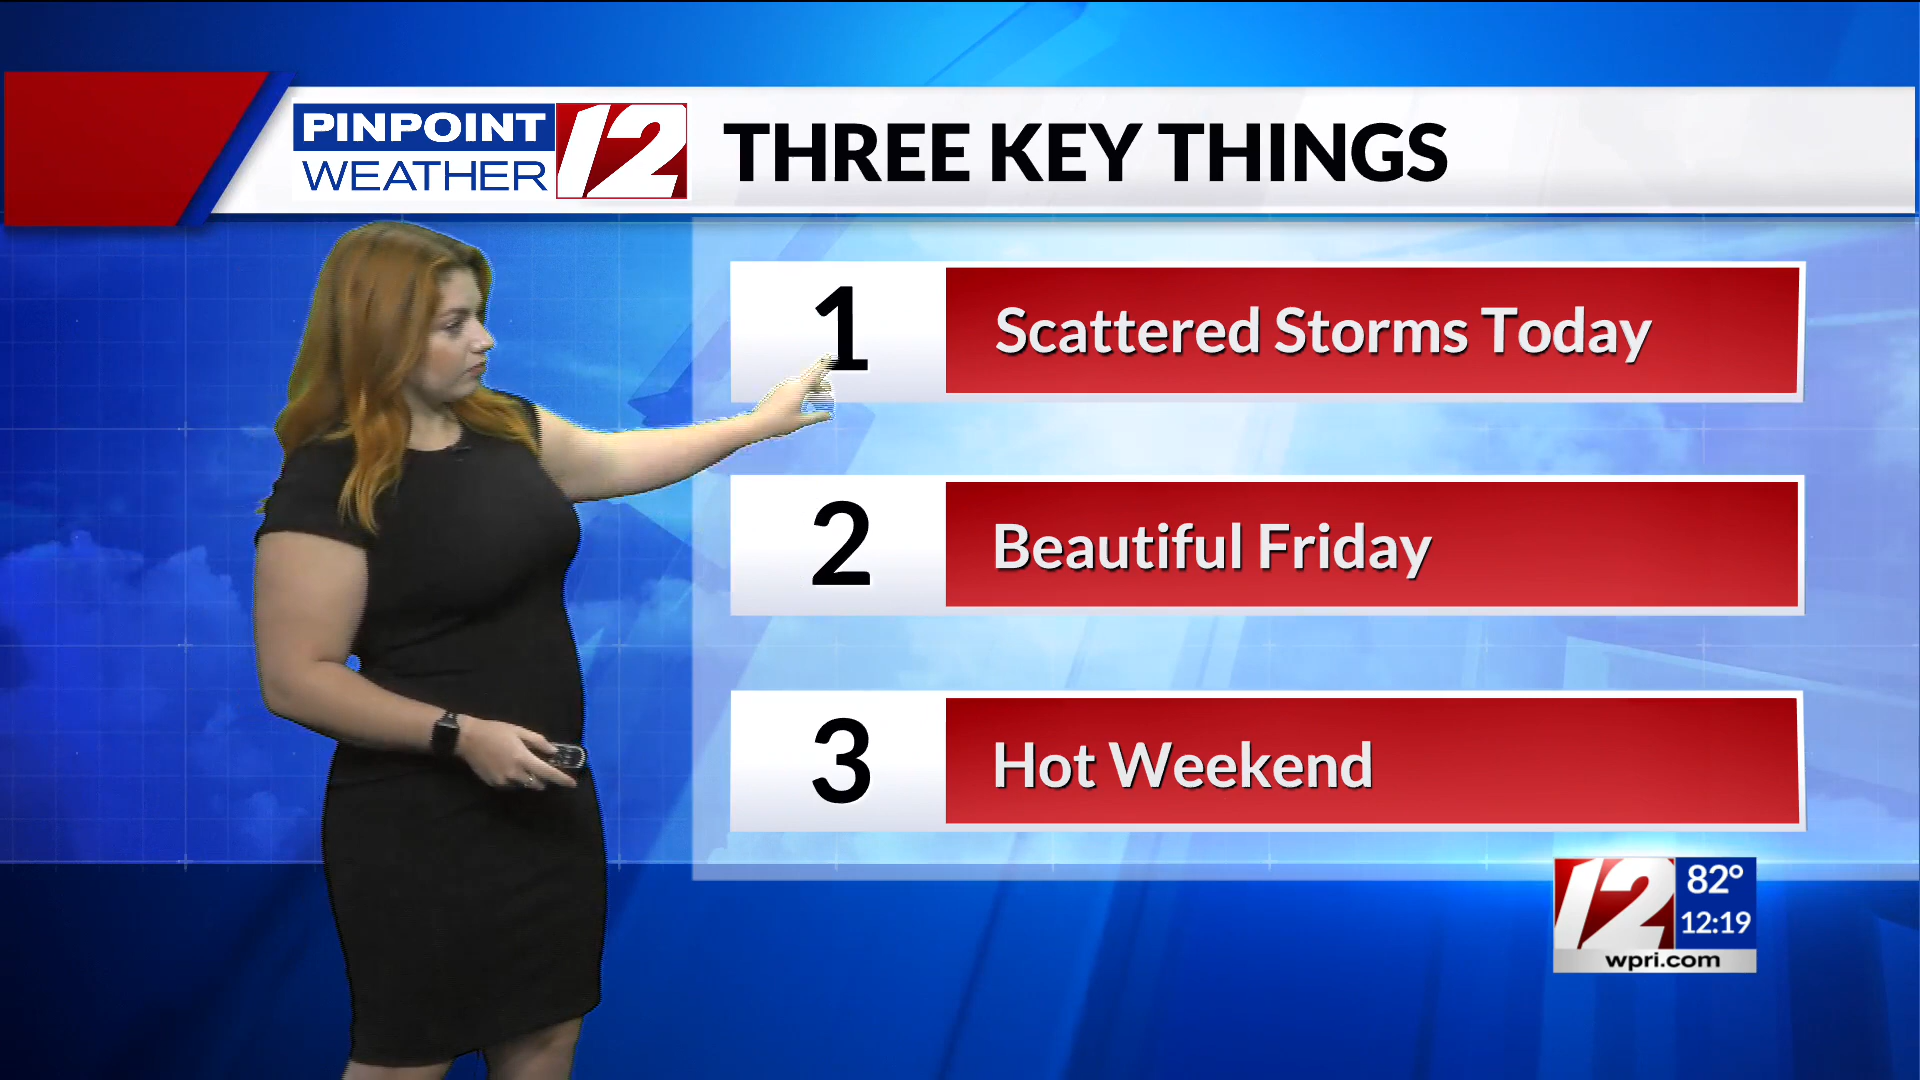 PINPOINT
WEATHER
12
THREE KEY THINGS
1
Scattered Storms Today
2
Beautiful Friday
3
Hot Weekend
12
82°
12:19
wpri.com